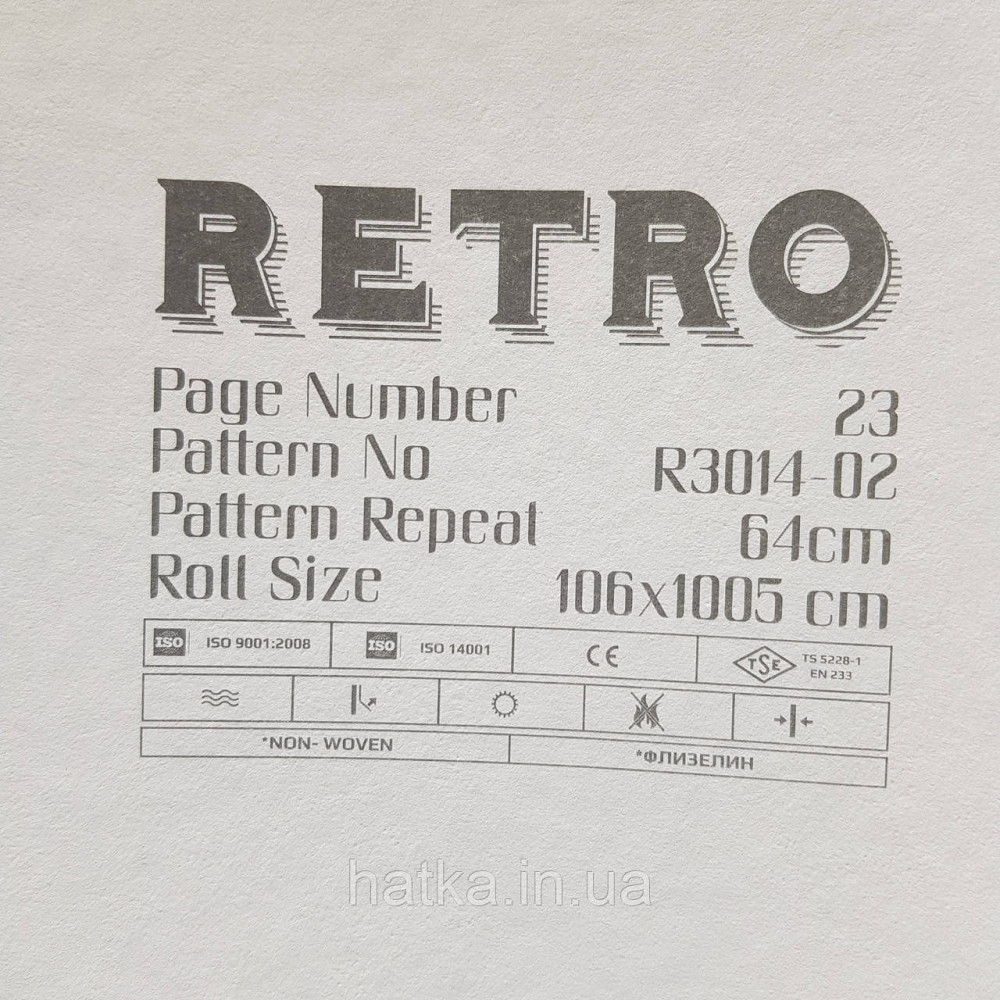 RETRO
Page Number 23
Pattern No R3014-02
Pattern Repeat 64cm
Roll Size 106x1005 cm
ISO ISO 9001:2008 ISO ISO 14001 CE TSE TS 5228-1
EN 233
*NON- WOVEN *ФЛИЗЕЛИН
hatka.in.ua